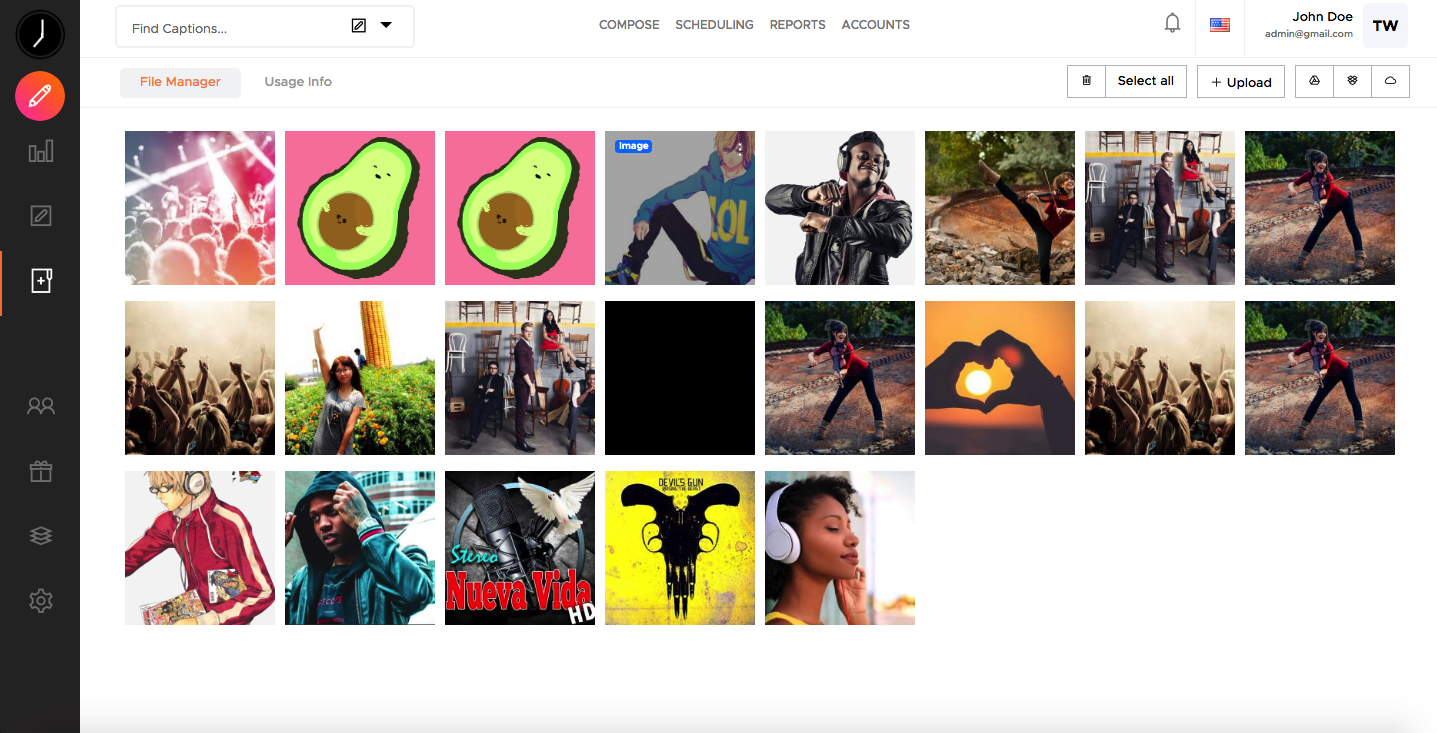 Find Captions...
COMPOSE SCHEDULING REPORTS ACCOUNTS
John Doe
admin@gmail.com
TW
File Manager
Usage Info
Select all
+ Upload
Image
LOL
DEVIL'S GUN
Stereo
Nueva Vida
HD